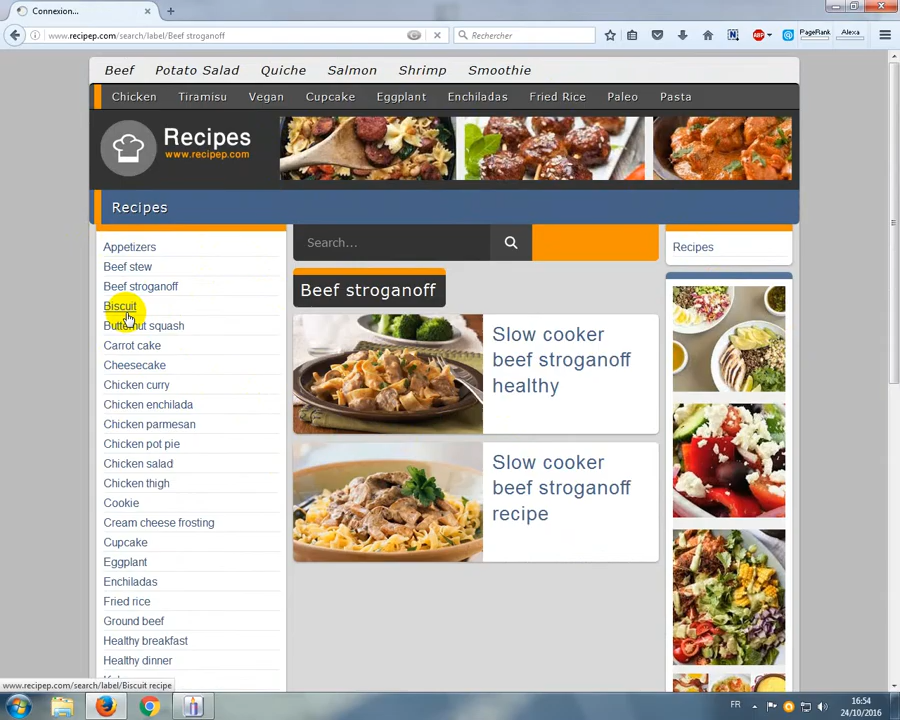 Connexion...
www.recipep.com/search/label/Beef stroganoff
Rechercher
ABP
PageRank
Alexa
Beef Potato Salad Quiche Salmon Shrimp Smoothie
Chicken Tiramisu Vegan Cupcake Eggplant Enchiladas Fried Rice Paleo Pasta
Recipes
www.recipep.com
Recipes
Appetizers
Beef stew
Beef stroganoff
Biscuit
Butternut squash
Carrot cake
Cheesecake
Chicken curry
Chicken enchilada
Chicken parmesan
Chicken pot pie
Chicken salad
Chicken thigh
Cookie
Cream cheese frosting
Cupcake
Eggplant
Enchiladas
Fried rice
Ground beef
Healthy breakfast
Healthy dinner
Search...
Beef stroganoff
Slow cooker
beef stroganoff
healthy
Slow cooker
beef stroganoff
recipe
Recipes
www.recipep.com/search/label/Biscuit recipe
FR
16:54
24/10/2016